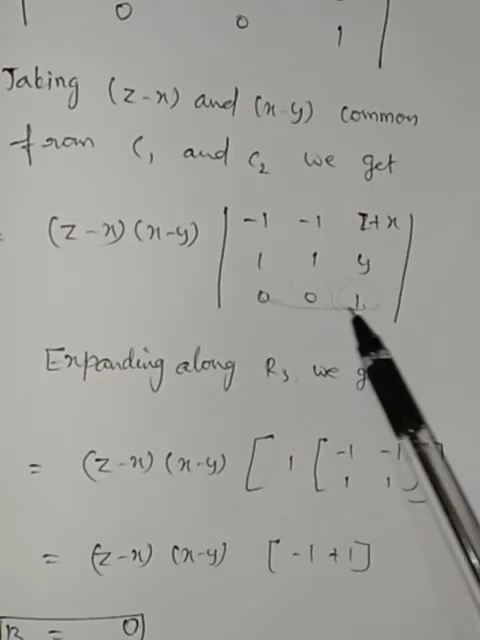 | 0 0 1 |
Taking (z-x) and (x-y) common
from C₁ and C₂ we get
(z-x)(x-y) | -1 -1 z+x |
| 1 1 y |
| 0 0 1 |
Expanding along R₃ we g
= (z-x)(x-y) [ 1 [ -1 -1
1 1 ]
= (z-x) (x-y) [-1+1]
= 0